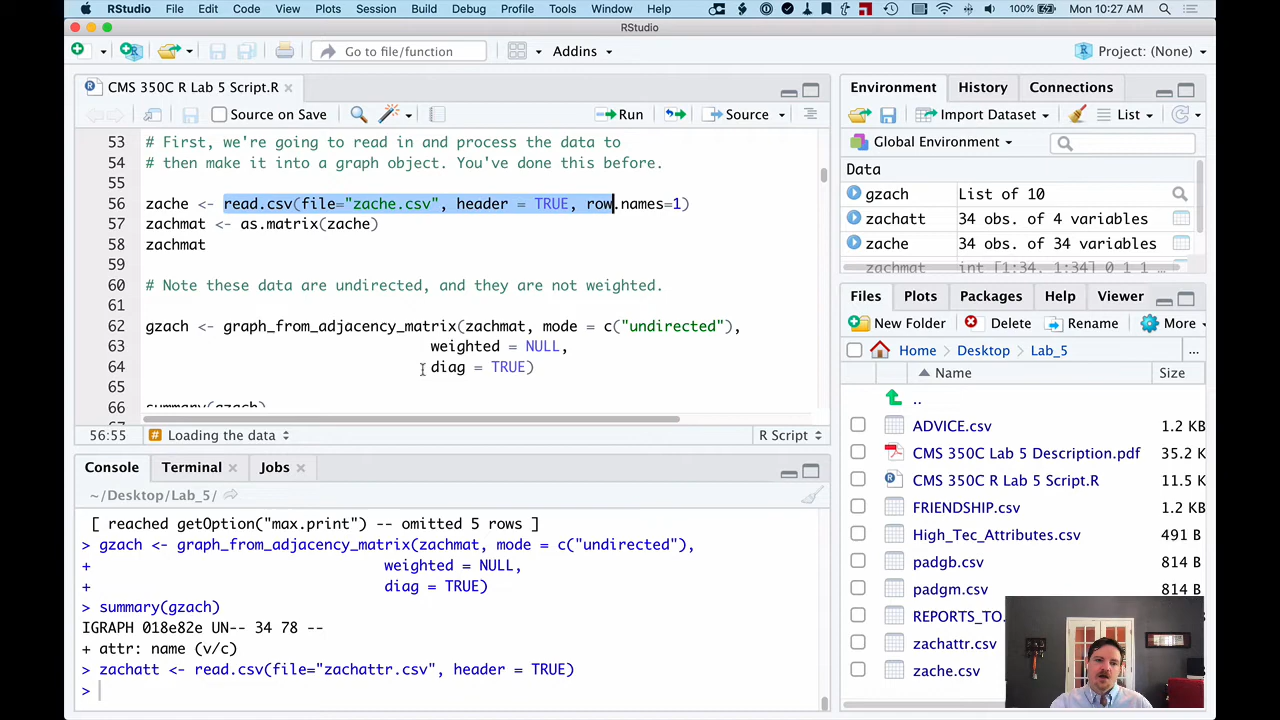 RStudio File Edit Code View Plots Session Build Debug Profile Tools Window Help 100% Mon 10:27 AM
RStudio
Go to file/function Addins Project: (None)
CMS 350C R Lab 5 Script.R
Source on Save Run Source
53 # First, we're going to read in and process the data to
54 # then make it into a graph object. You've done this before.
55
56 zache <- read.csv(file="zache.csv", header = TRUE, row.names=1)
57 zachmat <- as.matrix(zache)
58 zachmat
59
60 # Note these data are undirected, and they are not weighted.
61
62 gzach <- graph_from_adjacency_matrix(zachmat, mode = c("undirected"),
63 weighted = NULL,
64 diag = TRUE)
65
66 summary(gzach)
56:55 # Loading the data R Script
Console Terminal Jobs
~/Desktop/Lab_5/
[ reached getOption("max.print") -- omitted 5 rows ]
> gzach <- graph_from_adjacency_matrix(zachmat, mode = c("undirected"),
+ weighted = NULL,
+ diag = TRUE)
> summary(gzach)
IGRAPH 018e82e UN-- 34 78 --
+ attr: name (v/c)
> zachatt <- read.csv(file="zachattr.csv", header = TRUE)
>
Environment History Connections
Import Dataset List
Global Environment
Data
gzach List of 10
zachatt 34 obs. of 4 variables
zache 34 obs. of 34 variables
zachmat int [1:34, 1:34] 0 1 1 ...
Files Plots Packages Help Viewer
New Folder Delete Rename More
Home Desktop Lab_5 ...
Name Size
..
ADVICE.csv 1.2 KB
CMS 350C Lab 5 Description.pdf 35.2 K
CMS 350C R Lab 5 Script.R 11.5 K
FRIENDSHIP.csv 1.2 KB
High_Tec_Attributes.csv 491 B
padgb.csv 814 B
padgm.csv 814 B
REPORTS_TO.
zachattr.csv
zache.csv